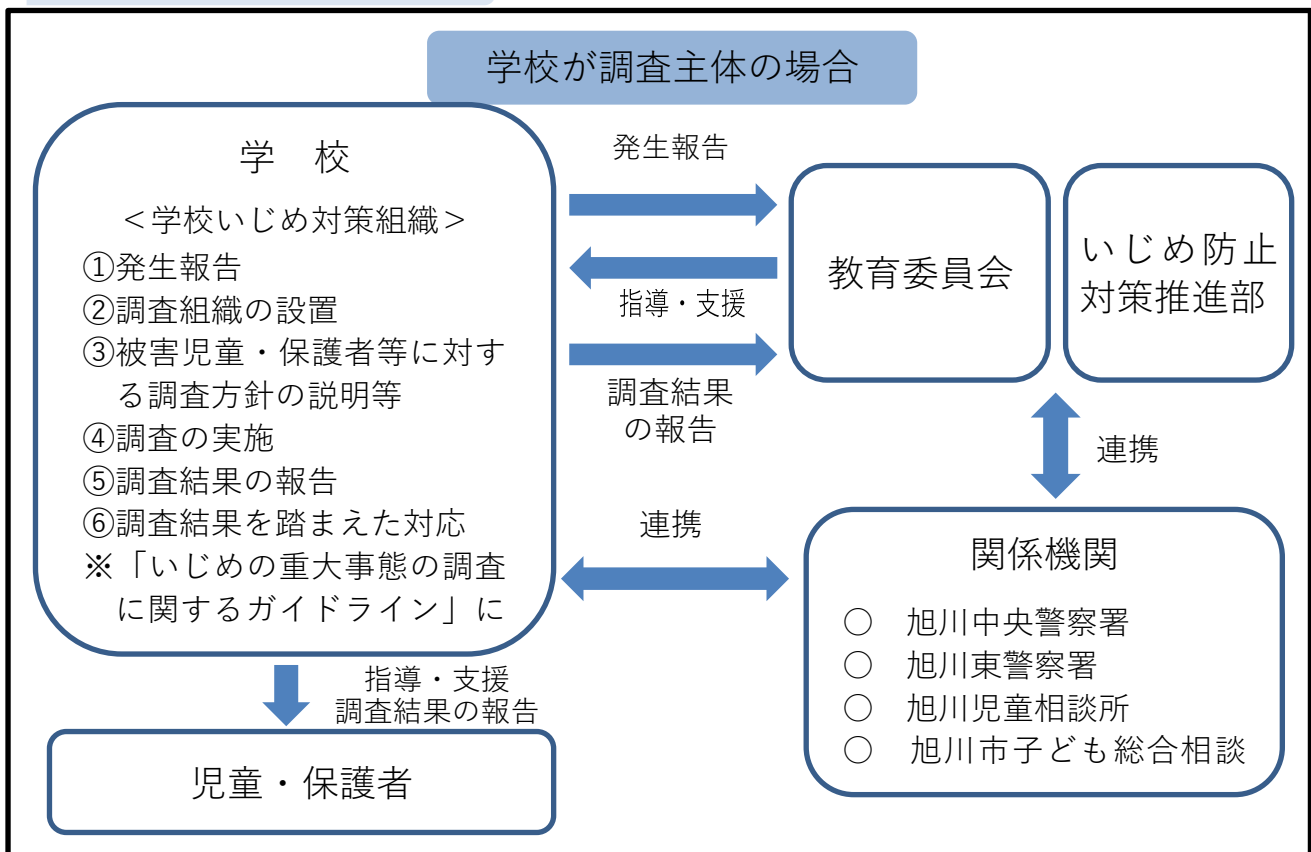 学校が調査主体の場合
学　校
＜学校いじめ対策組織＞
①発生報告
②調査組織の設置
③被害児童・保護者等に対す
る調査方針の説明等
④調査の実施
⑤調査結果の報告
⑥調査結果を踏まえた対応
※「いじめの重大事態の調査
に関するガイドライン」に
発生報告
指導・支援
調査結果
の報告
教育委員会
いじめ防止
対策推進部
連携
連携
関係機関
○　旭川中央警察署
○　旭川東警察署
○　旭川児童相談所
○　旭川市子ども総合相談
指導・支援
調査結果の報告
児童・保護者